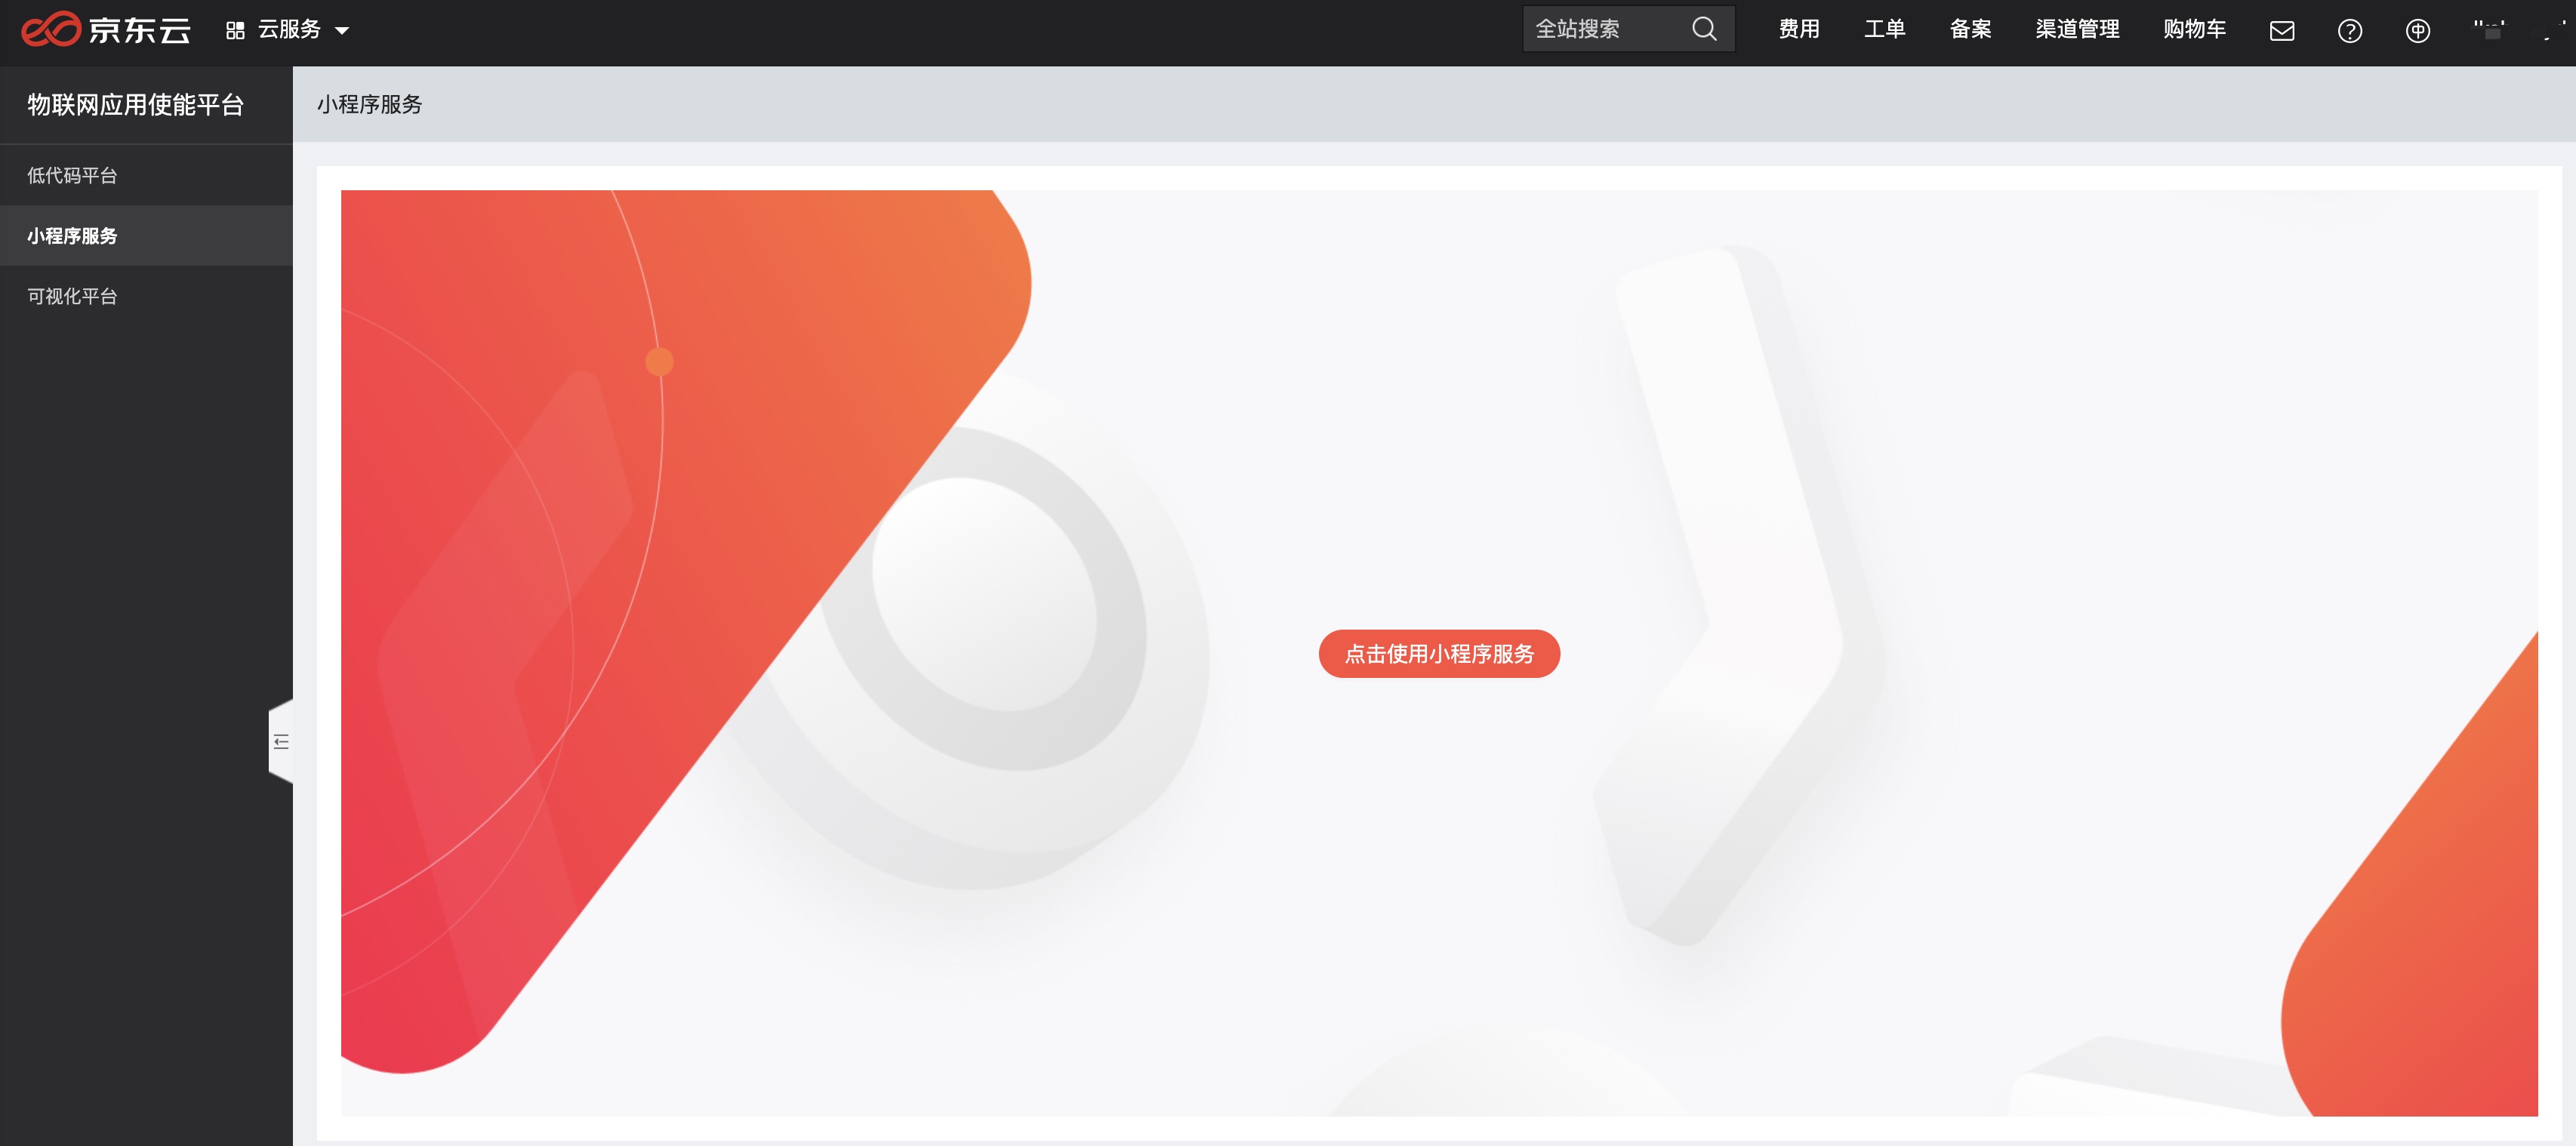 京东云
云服务
全站搜索
费用
工单
备案
渠道管理
购物车
中
物联网应用使能平台
小程序服务
低代码平台
小程序服务
可视化平台
点击使用小程序服务